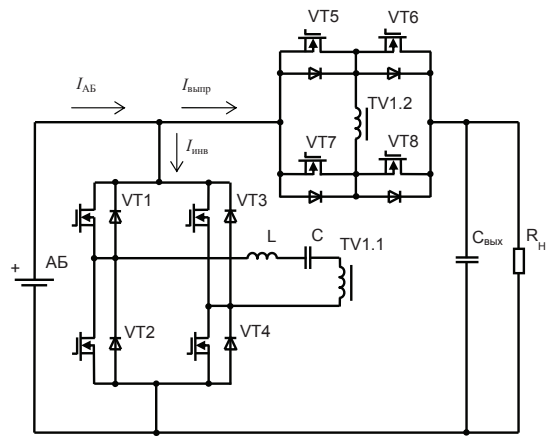 VT5
VT6
I_АБ
I_выпр
TV1.2
I_инв
VT7
VT8
VT1
VT3
L
C
TV1.1
C_вых
R_н
+
АБ
VT2
VT4